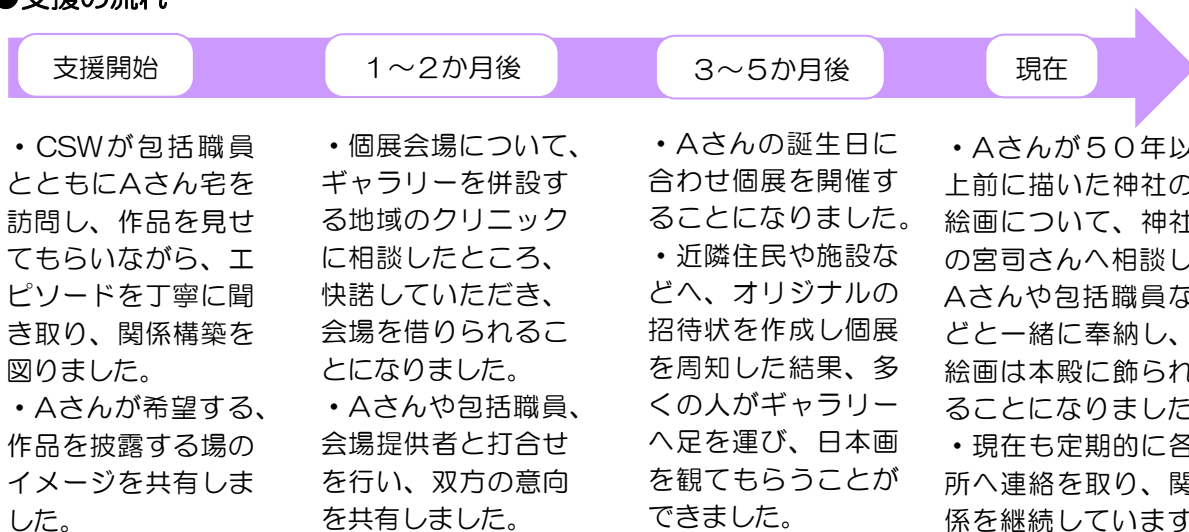 ●支援の流れ
支援開始
１～２か月後
３～５か月後
現在
・CSWが包括職員
とともにAさん宅を
訪問し、作品を見せ
てもらいながら、エ
ピソードを丁寧に聞
き取り、関係構築を
図りました。
・Aさんが希望する、
作品を披露する場の
イメージを共有しま
した。
・個展会場について、
ギャラリーを併設す
る地域のクリニック
に相談したところ、
快諾していただき、
会場を借りられるこ
とになりました。
・Aさんや包括職員、
会場提供者と打合せ
を行い、双方の意向
を共有しました。
・Aさんの誕生日に
合わせ個展を開催す
ることになりました。
・近隣住民や施設な
どへ、オリジナルの
招待状を作成し個展
を周知した結果、多
くの人がギャラリー
へ足を運び、日本画
を観てもらうことが
できました。
・Aさんが５０年以
上前に描いた神社の
絵画について、神社
の宮司さんへ相談し
Aさんや包括職員な
どと一緒に奉納し、
絵画は本殿に飾られ
ることになりました
・現在も定期的に各
所へ連絡を取り、関
係を継続しています